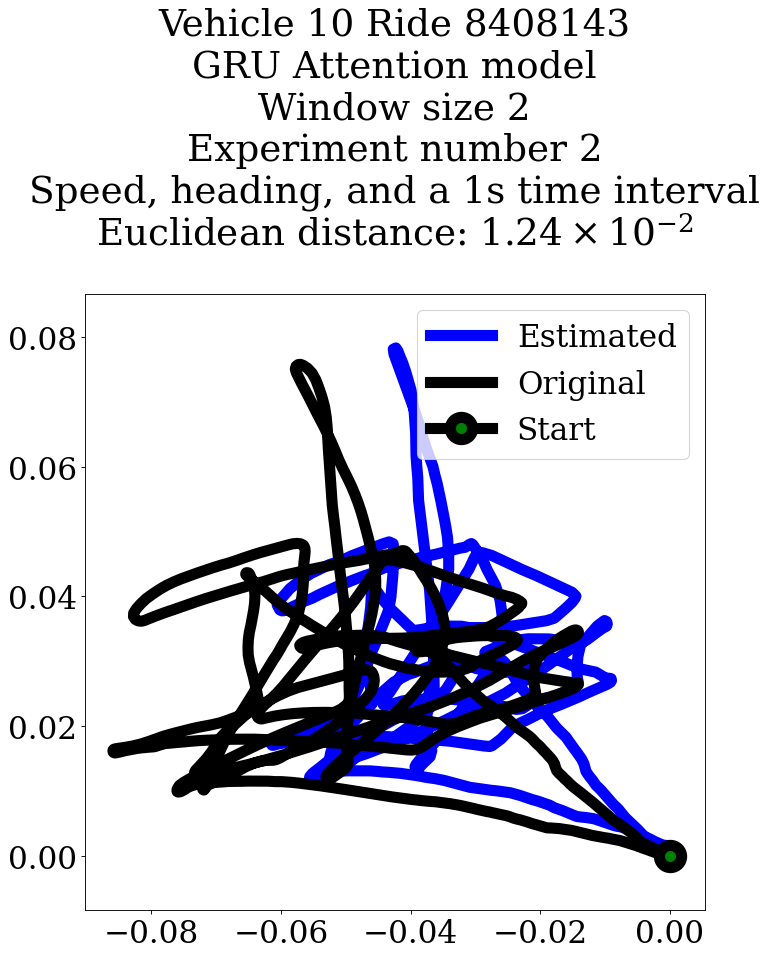 Vehicle 10 Ride 8408143
GRU Attention model
Window size 2
Experiment number 2
Speed, heading, and a 1s time interval
Euclidean distance: 1.24 × 10⁻²
Estimated
Original
Start
0.08
0.06
0.04
0.02
0.00
−0.08 −0.06 −0.04 −0.02 0.00